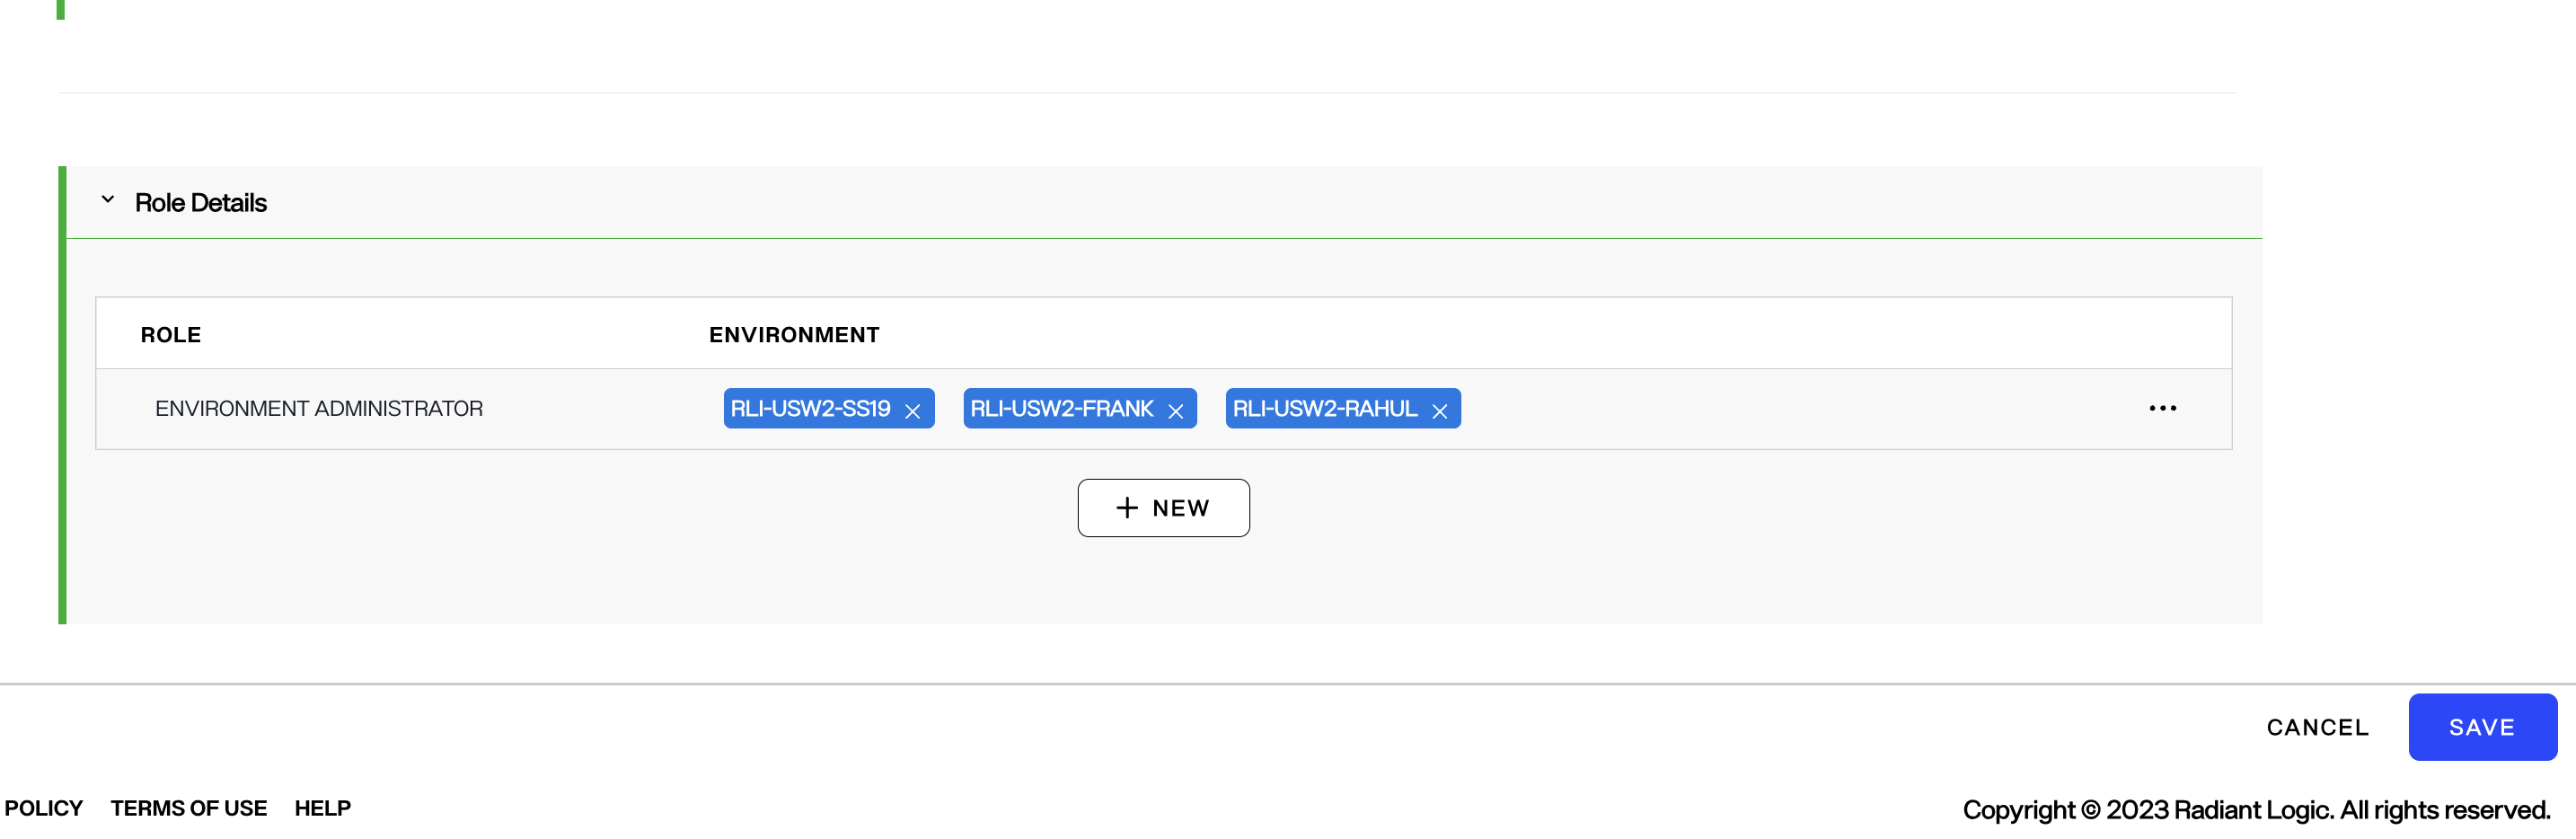 Role Details
ROLE ENVIRONMENT
ENVIRONMENT ADMINISTRATOR RLI-USW2-SS19 RLI-USW2-FRANK RLI-USW2-RAHUL
NEW
CANCEL SAVE
POLICY TERMS OF USE HELP Copyright © 2023 Radiant Logic. All rights reserved.